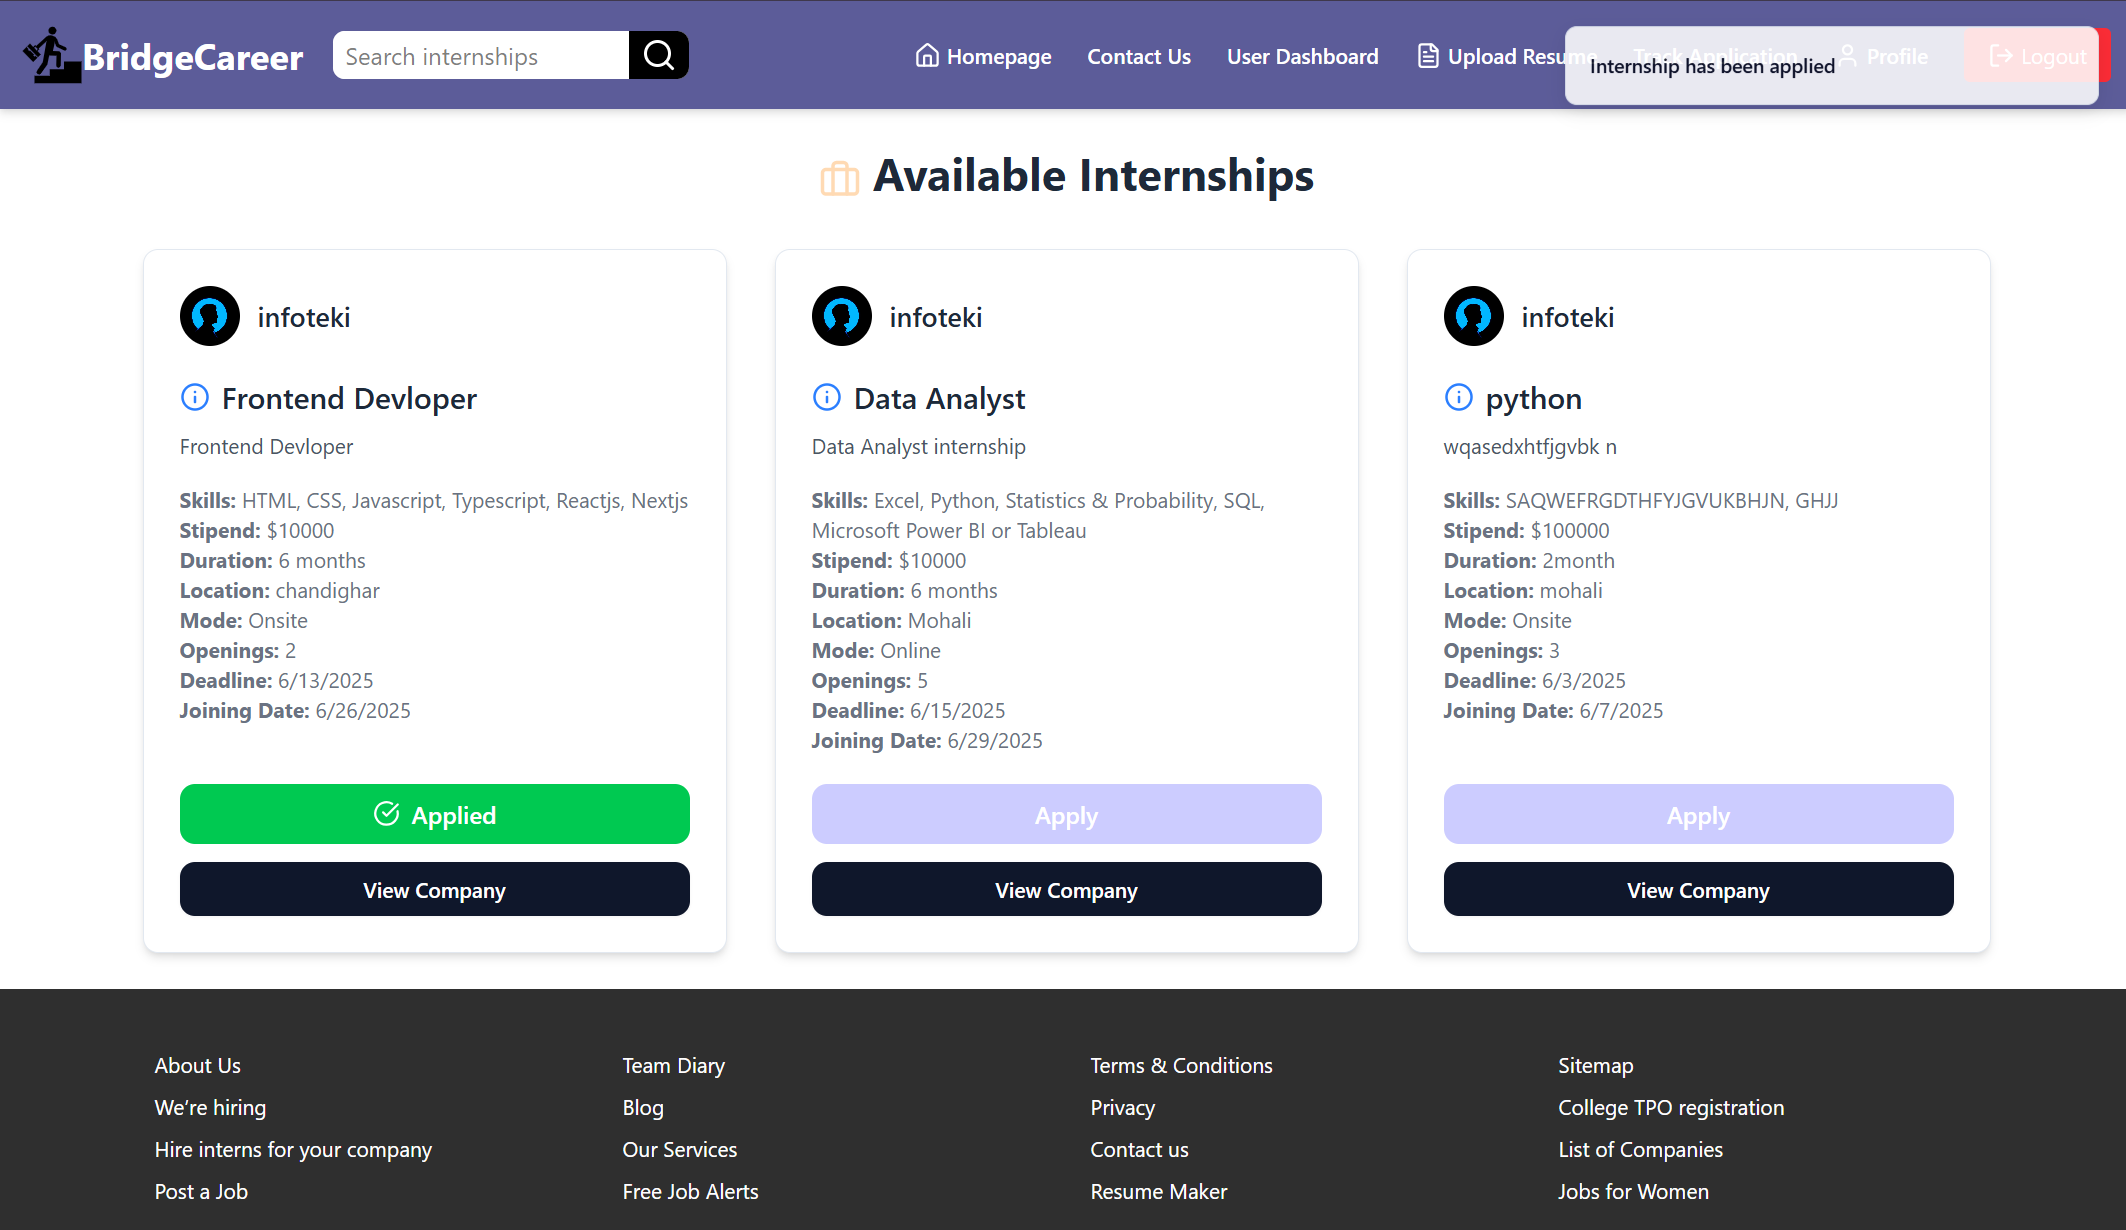 BridgeCareer
Search internships
Homepage
Contact Us
User Dashboard
Upload Resume
Track Application
Profile
Logout
Internship has been applied
Available Internships
infoteki
Frontend Devloper
Frontend Devloper
Skills: HTML, CSS, Javascript, Typescript, Reactjs, Nextjs
Stipend: $10000
Duration: 6 months
Location: chandighar
Mode: Onsite
Openings: 2
Deadline: 6/13/2025
Joining Date: 6/26/2025
Applied
View Company
infoteki
Data Analyst
Data Analyst internship
Skills: Excel, Python, Statistics & Probability, SQL,
Microsoft Power BI or Tableau
Stipend: $10000
Duration: 6 months
Location: Mohali
Mode: Online
Openings: 5
Deadline: 6/15/2025
Joining Date: 6/29/2025
Apply
View Company
infoteki
python
wqasedxhtfjgvbk n
Skills: SAQWEFRGDTHFYJGVUKBHJN, GHJJ
Stipend: $100000
Duration: 2month
Location: mohali
Mode: Onsite
Openings: 3
Deadline: 6/3/2025
Joining Date: 6/7/2025
Apply
View Company
About Us
We’re hiring
Hire interns for your company
Post a Job
Team Diary
Blog
Our Services
Free Job Alerts
Terms & Conditions
Privacy
Contact us
Resume Maker
Sitemap
College TPO registration
List of Companies
Jobs for Women